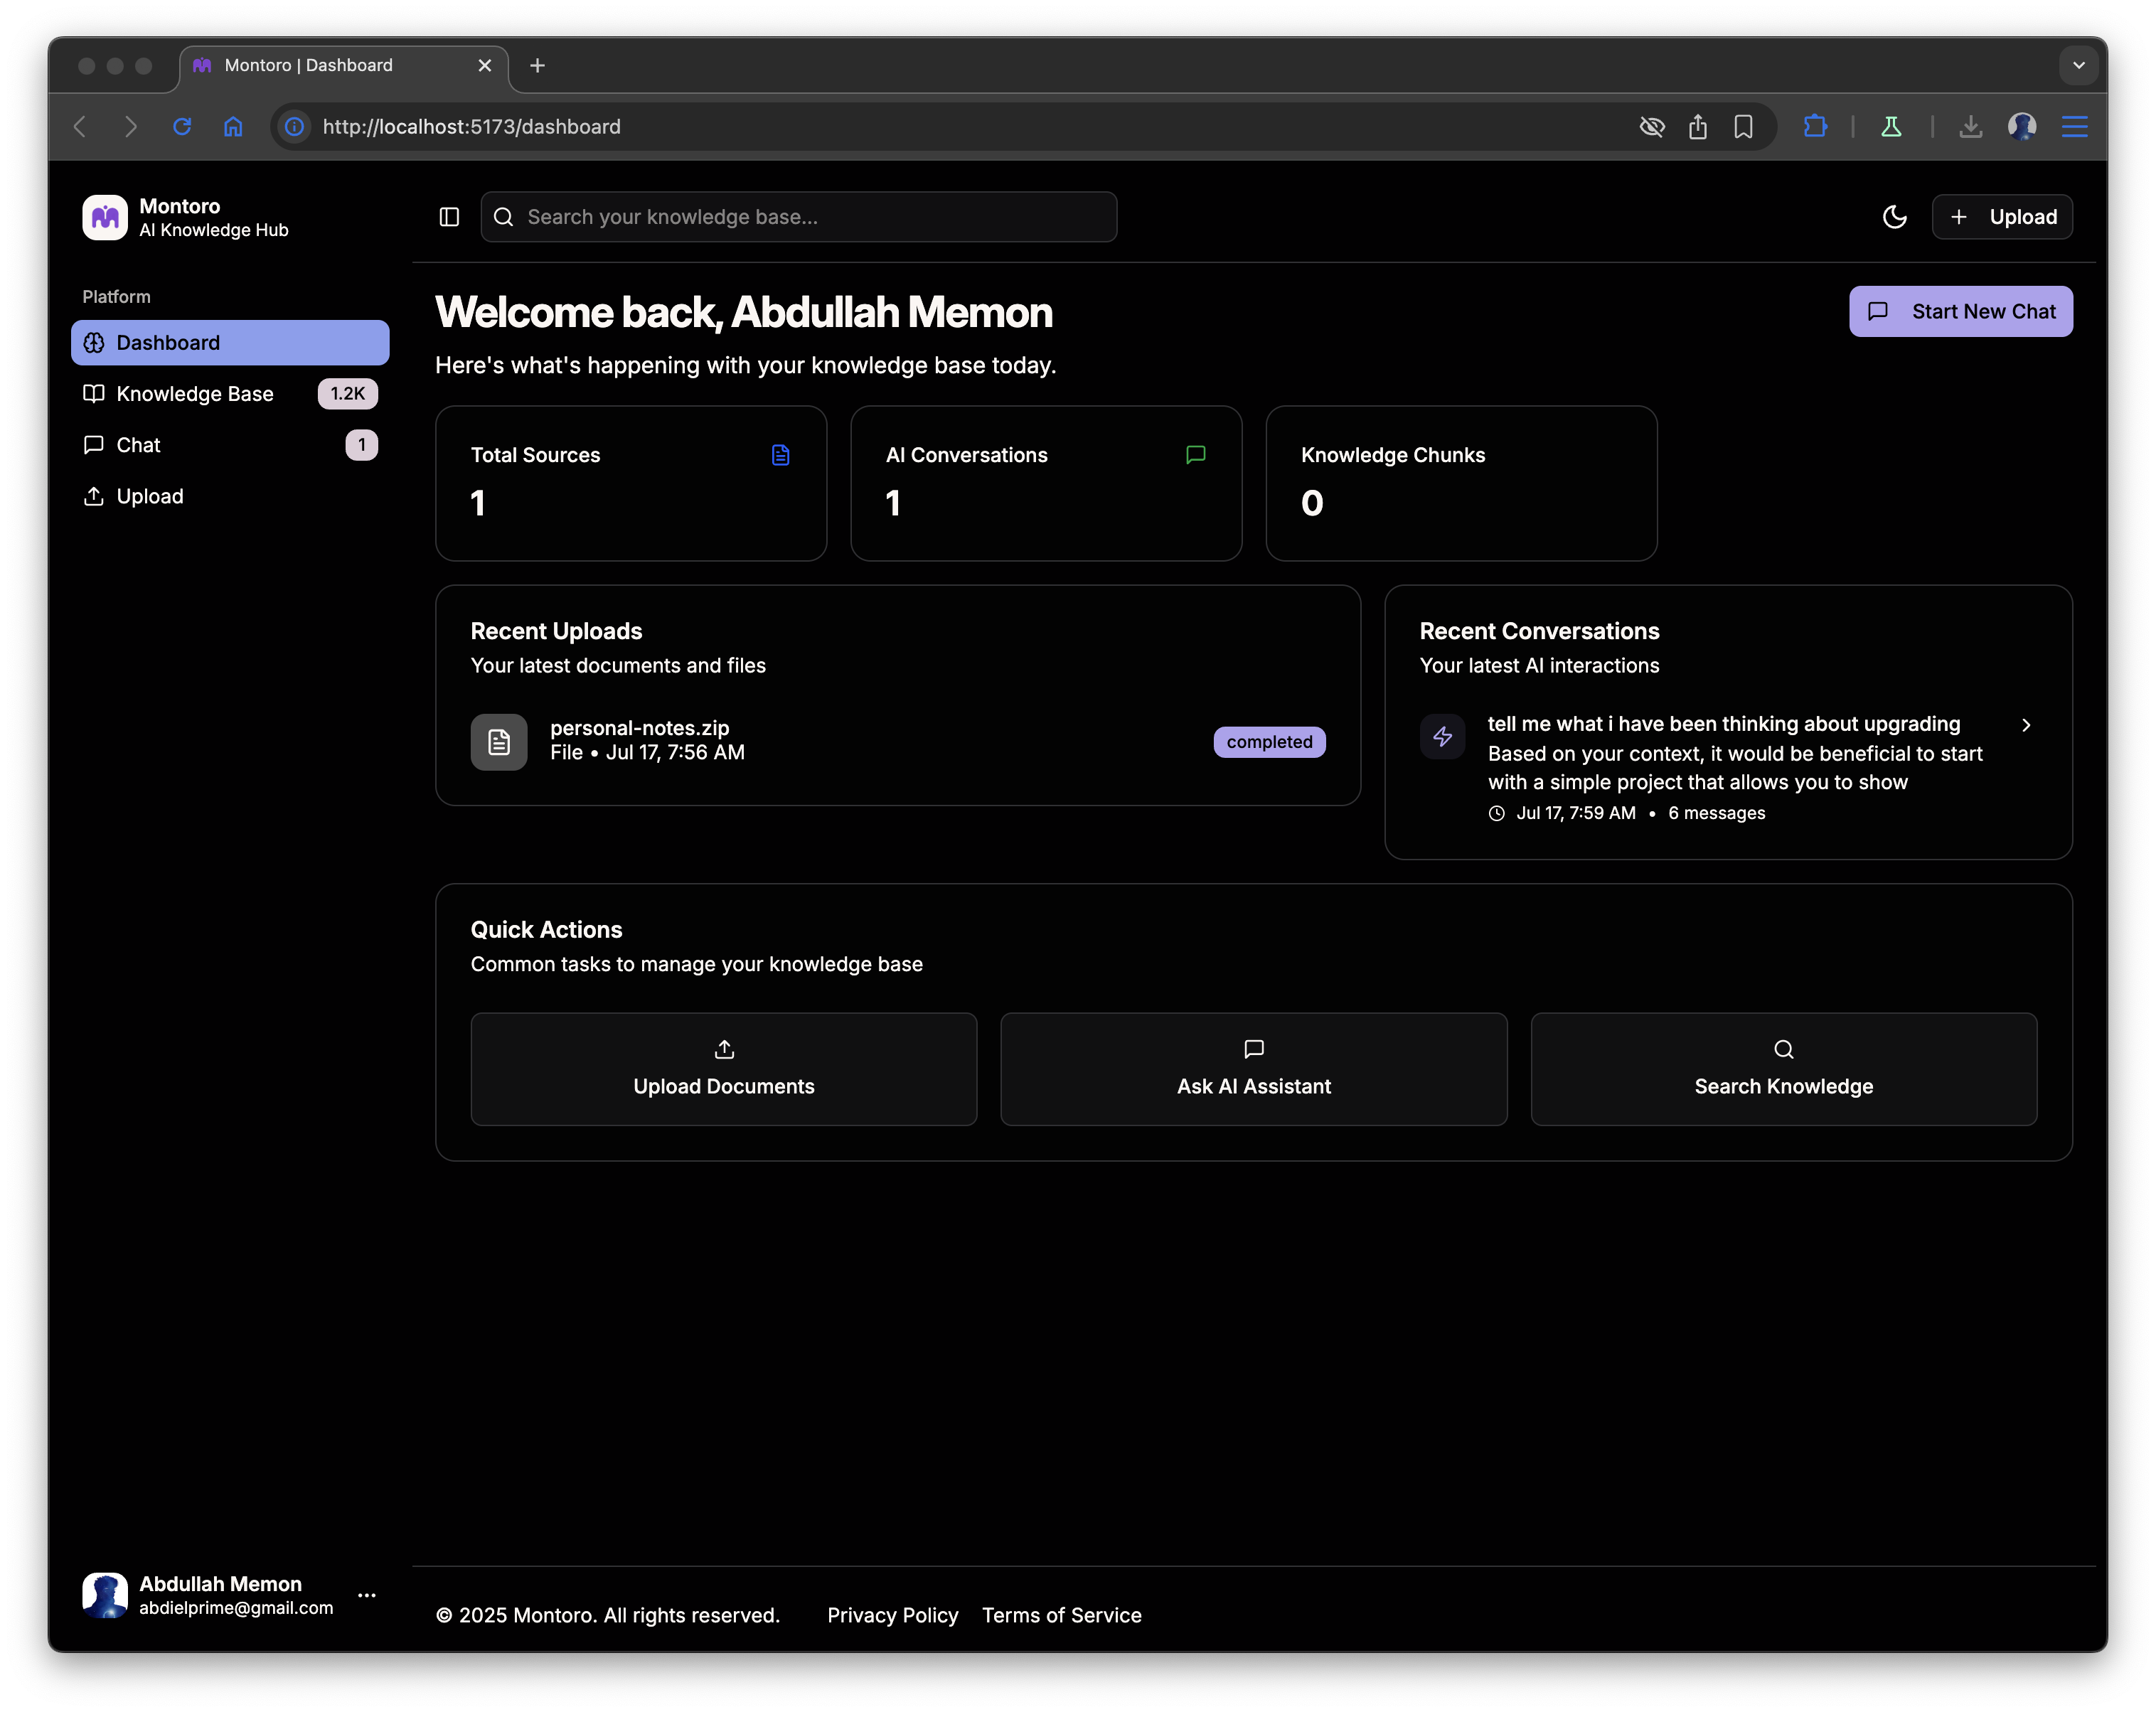 Montoro | Dashboard
http://localhost:5173/dashboard
Montoro
AI Knowledge Hub
Search your knowledge base...
Upload
Platform
Dashboard
Knowledge Base
1.2K
Chat
1
Upload
Welcome back, Abdullah Memon
Start New Chat
Here's what's happening with your knowledge base today.
Total Sources
1
AI Conversations
1
Knowledge Chunks
0
Recent Uploads
Your latest documents and files
personal-notes.zip
File • Jul 17, 7:56 AM
completed
Recent Conversations
Your latest AI interactions
tell me what i have been thinking about upgrading
Based on your context, it would be beneficial to start
with a simple project that allows you to show
Jul 17, 7:59 AM • 6 messages
Quick Actions
Common tasks to manage your knowledge base
Upload Documents
Ask AI Assistant
Search Knowledge
Abdullah Memon
abdielprime@gmail.com
© 2025 Montoro. All rights reserved.
Privacy Policy
Terms of Service